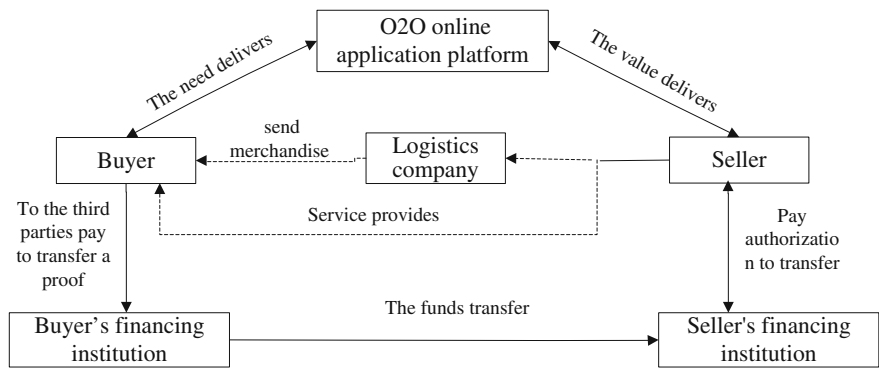 O2O online
application platform
The need delivers
The value delivers
send
merchandise
Buyer
Logistics
company
Seller
Service provides
To the third
parties pay
to transfer a
proof
Pay
authorizatio
n to transfer
The funds transfer
Buyer’s financing
institution
Seller's financing
institution